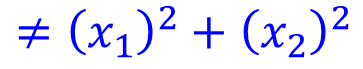 ≠ (x₁)² + (x₂)²